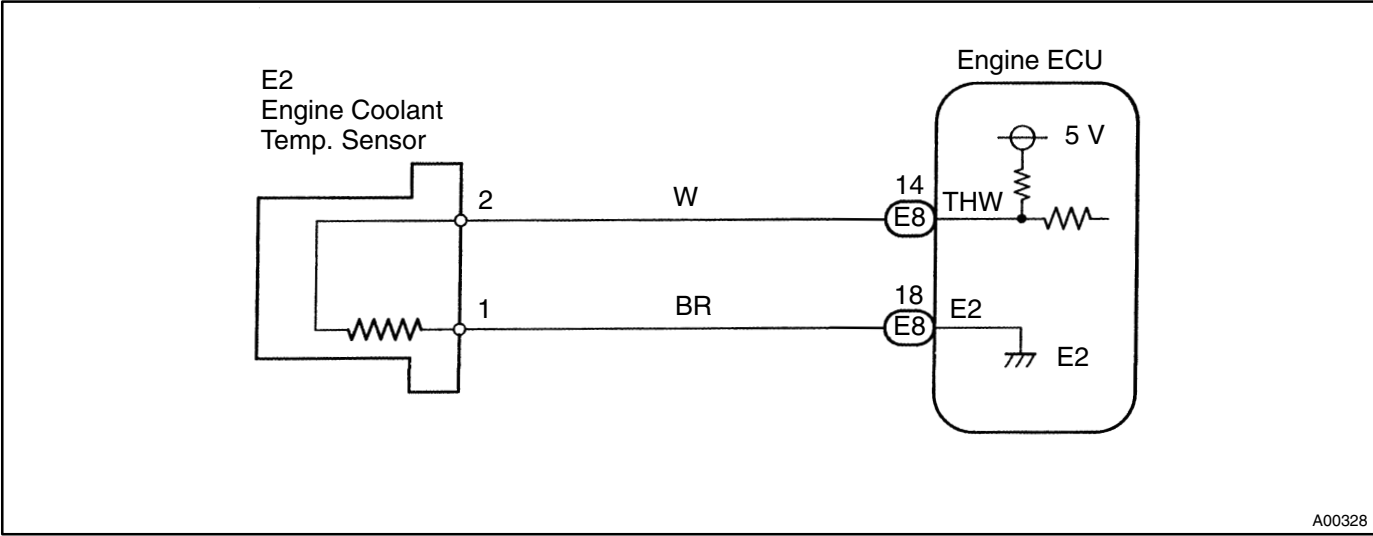 Engine ECU
E2
Engine Coolant
Temp. Sensor
5 V
2
W
14
E8
THW
1
BR
18
E8
E2
E2
A00328